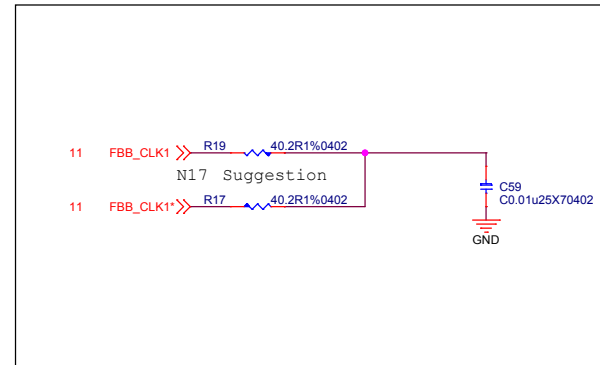 R19 40.2R1%0402
11 FBB_CLK1
N17 Suggestion
R17 40.2R1%0402
11 FBB_CLK1*
C59
C0.01u25X70402
GND